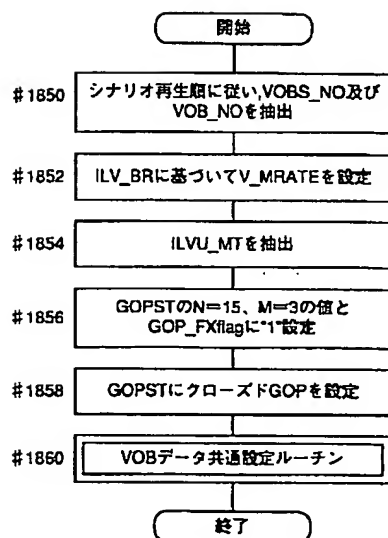 開始
#1850
シナリオ再生順に従い,VOBS_NO及び
VOB_NOを抽出
#1852
ILV_BRに基づいてV_MRATEを設定
#1854
ILVU_MTを抽出
#1856
GOPSTのN=15、M=3の値と
GOP_FXflagに"1"設定
#1858
GOPSTにクローズドGOPを設定
#1860
VOBデータ共通設定ルーチン
終了